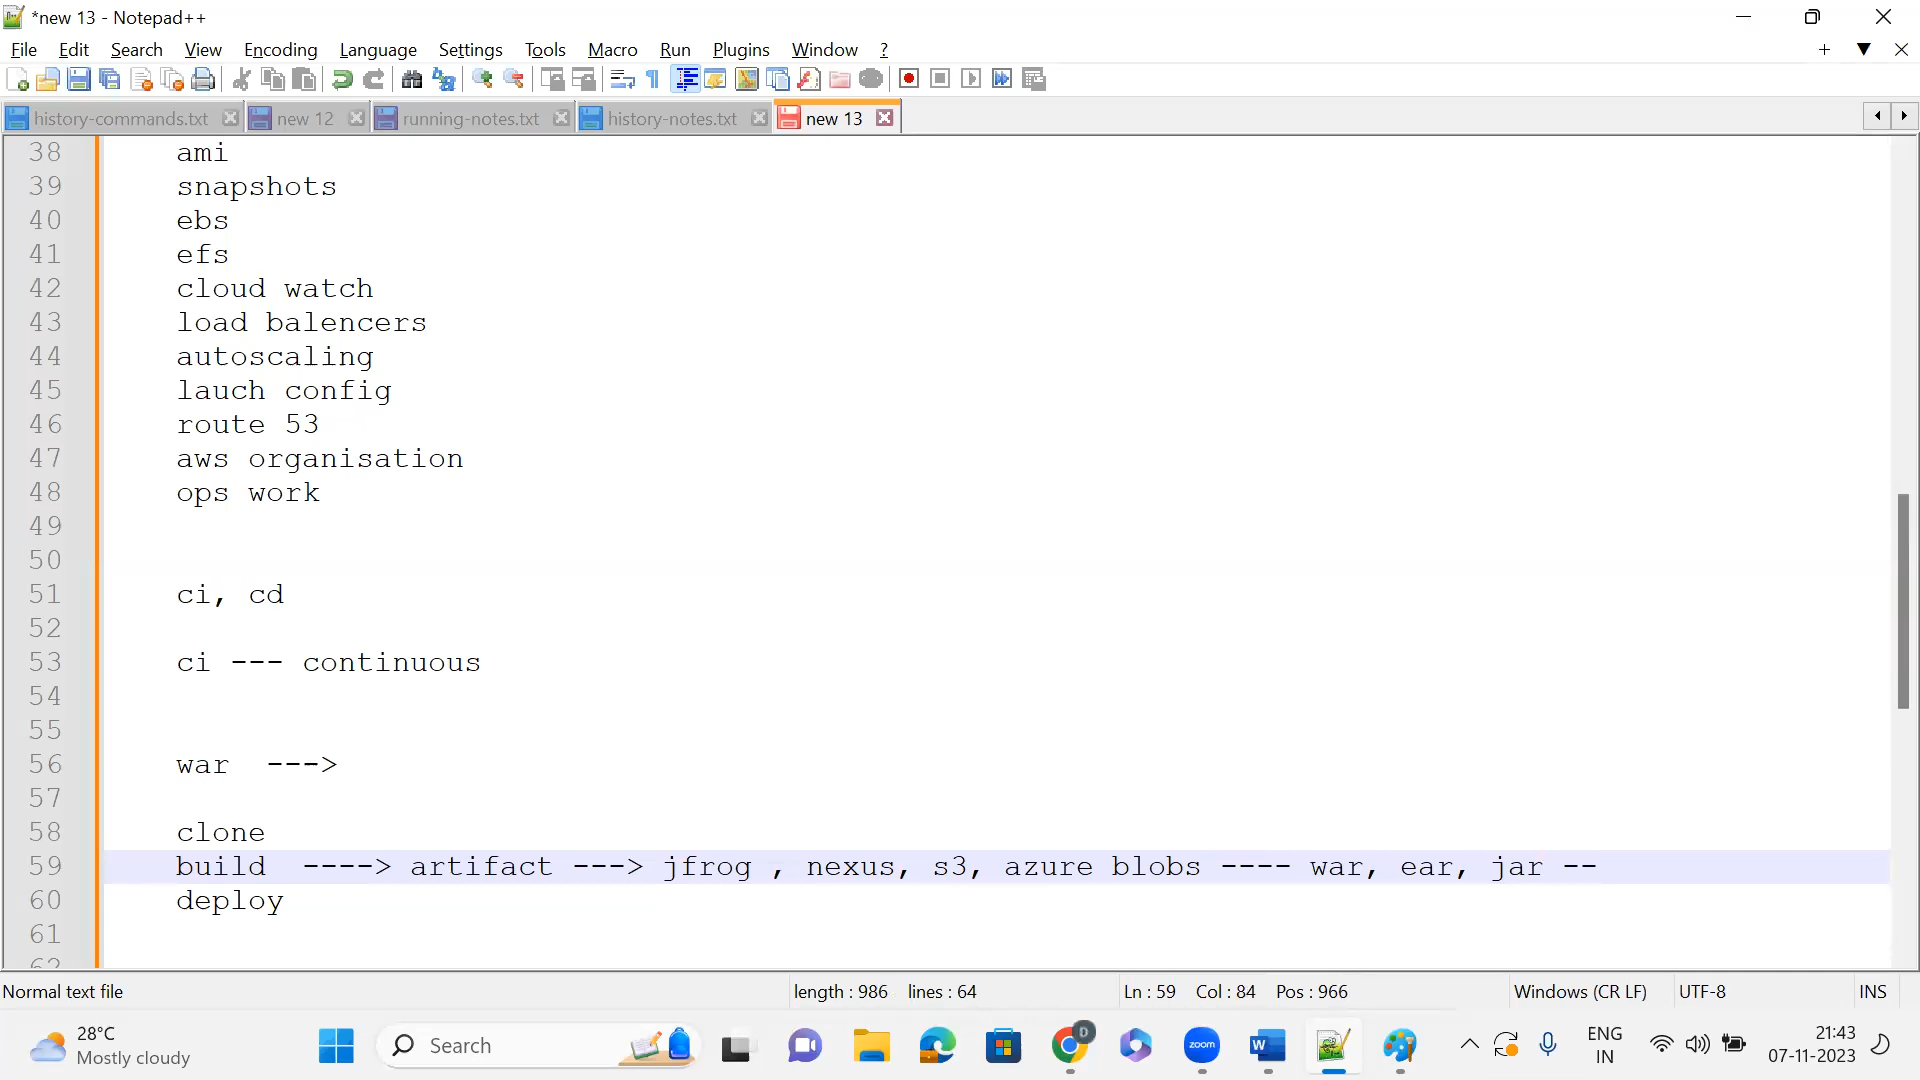 *new 13 - Notepad++
File Edit Search View Encoding Language Settings Tools Macro Run Plugins Window ?
history-commands.txt new 12 running-notes.txt history-notes.txt new 13
38 ami
39 snapshots
40 ebs
41 efs
42 cloud watch
43 load balencers
44 autoscaling
45 lauch config
46 route 53
47 aws organisation
48 ops work
49
50
51 ci, cd
52
53 ci --- continuous
54
55
56 war  --->
57
58 clone
59 build  ----> artifact ---> jfrog , nexus, s3, azure blobs ---- war, ear, jar --
60 deploy
61
62
Normal text file length : 986 lines : 64 Ln : 59 Col : 84 Pos : 966 Windows (CR LF) UTF-8 INS
28°C
Mostly cloudy
Search
D
zoom
W
ENG
IN
21:43
07-11-2023